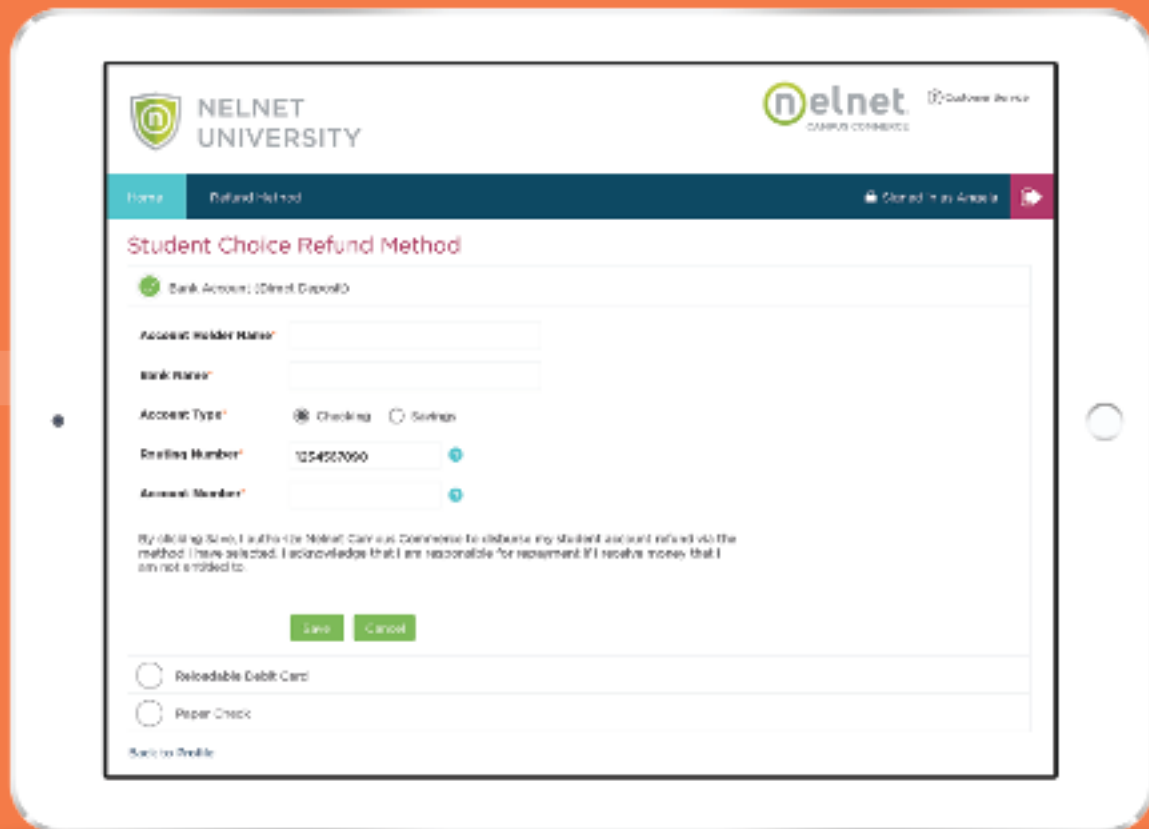 NELNET
UNIVERSITY
nelnet
CAMPUS COMMERCE
Customer Service
Home
Refund Method
Signed in as Angela
Student Choice Refund Method
Bank Account (Direct Deposit)
Account Holder Name*
Bank Name*
Account Type*
Checking
Savings
Routing Number*
Account Number*
By clicking Save, I authorize Nelnet Campus Commerce to disburse my student account refund via the
method I have selected. I acknowledge that I am responsible for repayment if I receive money that I
am not entitled to.
Save
Cancel
Reloadable Debit Card
Paper Check
Back to Profile